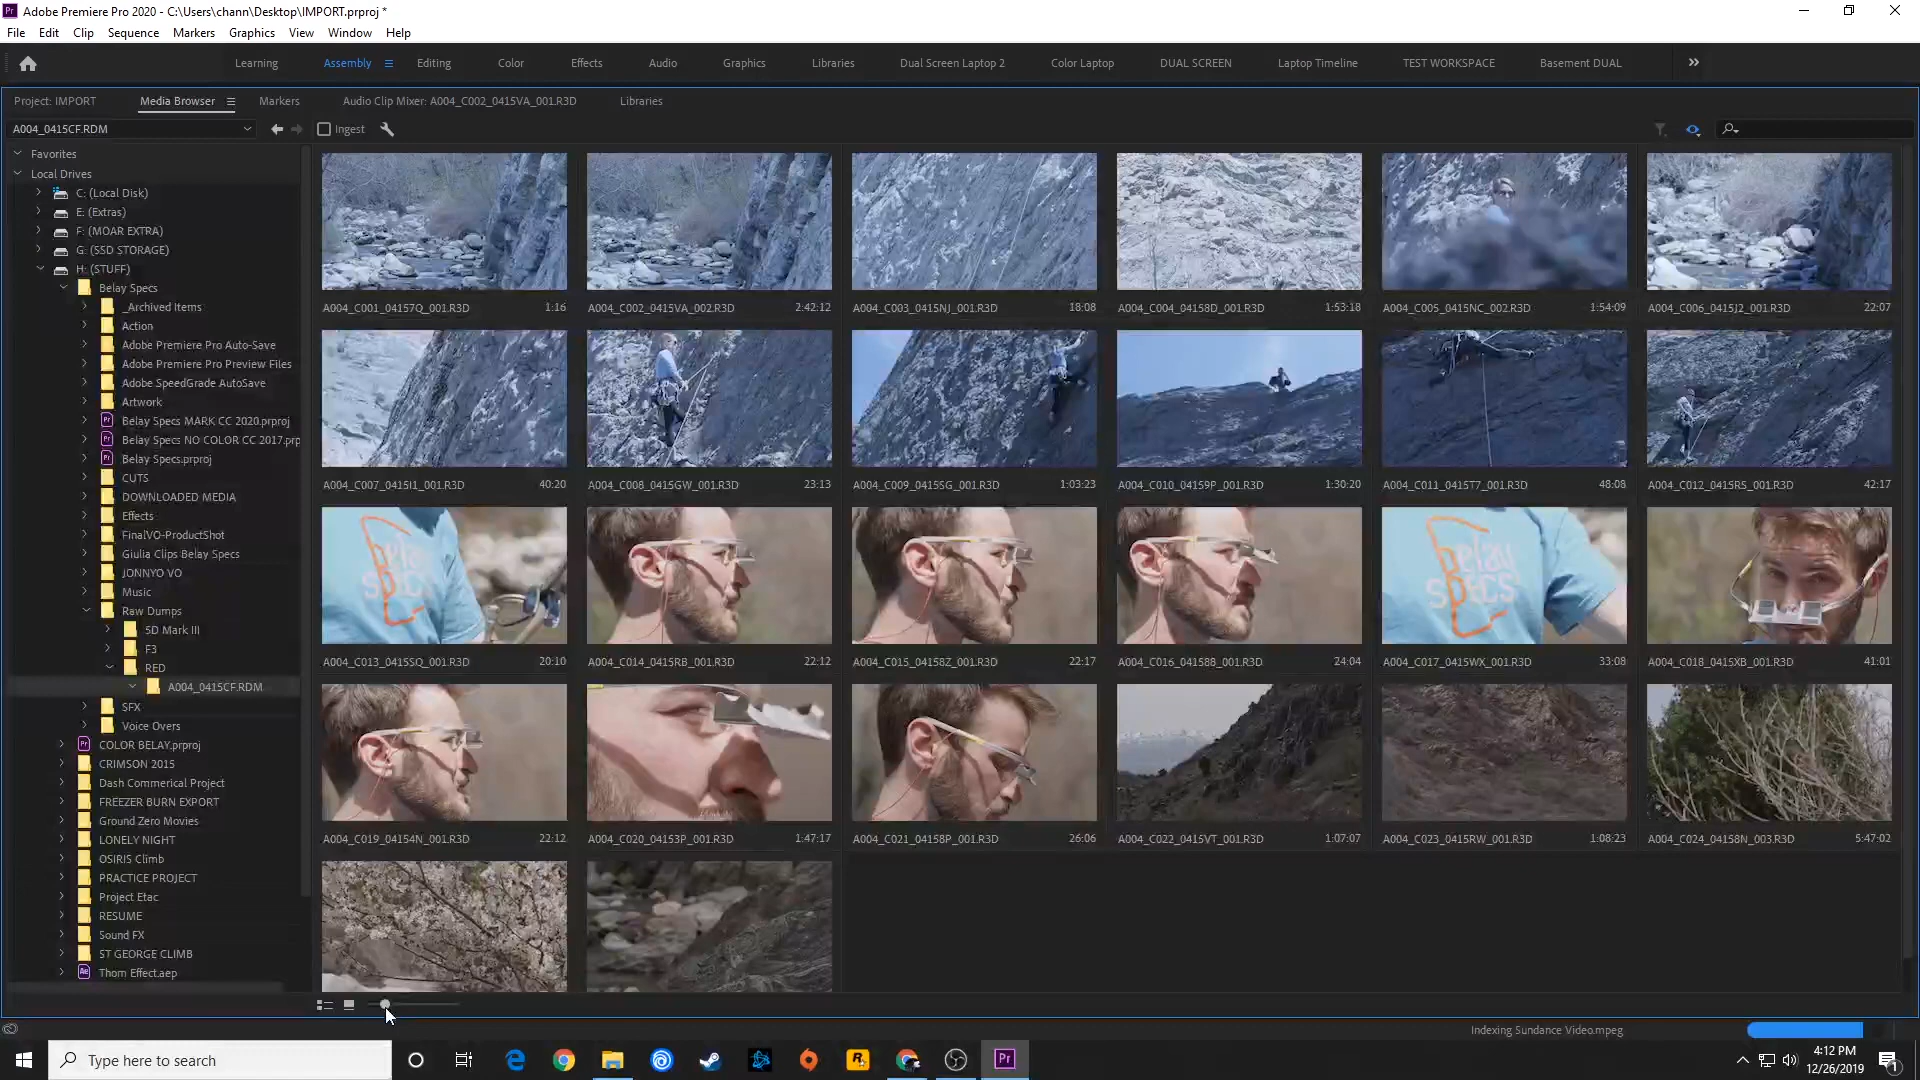 Adobe Premiere Pro 2020 - C:\Users\chann\Desktop\IMPORT.prproj *
File Edit Clip Sequence Markers Graphics View Window Help
Learning Assembly Editing Color Effects Audio Graphics Libraries Dual Screen Laptop 2 Color Laptop DUAL SCREEN Laptop Timeline TEST WORKSPACE Basement DUAL
Project: IMPORT Media Browser Markers Audio Clip Mixer: A004_C002_0415VA_001.R3D Libraries
A004_0415CF.RDM Ingest
Favorites
Local Drives
C: (Local Disk)
E: (Extras)
F: (MOAR EXTRA)
G: (SSD STORAGE)
H: (STUFF)
Belay Specs
_Archived Items
Action
Adobe Premiere Pro Auto-Save
Adobe Premiere Pro Preview Files
Adobe SpeedGrade AutoSave
Artwork
Belay Specs MARK CC 2020.prproj
Belay Specs NO COLOR CC 2017.prp
Belay Specs.prproj
CUTS
DOWNLOADED MEDIA
Effects
FinalVO-ProductShot
Giulia Clips Belay Specs
JONNYO VO
Music
Raw Dumps
5D Mark III
F3
RED
A004_0415CF.RDM
SFX
Voice Overs
COLOR BELAY.prproj
CRIMSON 2015
Dash Commerical Project
FREEZER BURN EXPORT
Ground Zero Movies
LONELY NIGHT
OSIRIS Climb
PRACTICE PROJECT
Project Etac
RESUME
Sound FX
ST GEORGE CLIMB
Thom Effect.aep
A004_C001_04157Q_001.R3D 1:16 A004_C002_0415VA_002.R3D 2:42:12 A004_C003_0415NJ_001.R3D 18:08 A004_C004_04158D_001.R3D 1:53:18 A004_C005_0415NC_002.R3D 1:54:09 A004_C006_0415J2_001.R3D 22:07
A004_C007_0415I1_001.R3D 40:20 A004_C008_0415GW_001.R3D 23:13 A004_C009_0415SG_001.R3D 1:03:23 A004_C010_04159P_001.R3D 1:30:20 A004_C011_0415T7_001.R3D 48:08 A004_C012_0415RS_001.R3D 42:17
belay
specs
belay
specs
A004_C013_0415SQ_001.R3D 20:10 A004_C014_0415RB_001.R3D 22:12 A004_C015_04158Z_001.R3D 22:17 A004_C016_0415B8_001.R3D 24:04 A004_C017_0415WX_001.R3D 33:08 A004_C018_0415XB_001.R3D 41:01
A004_C019_04154N_001.R3D 22:12 A004_C020_04153P_001.R3D 1:47:17 A004_C021_04158P_001.R3D 26:06 A004_C022_0415VT_001.R3D 1:07:07 A004_C023_0415RW_001.R3D 1:08:23 A004_C024_04158N_003.R3D 5:47:02
Indexing Sundance Video.mpeg
Type here to search
4:12 PM
12/26/2019